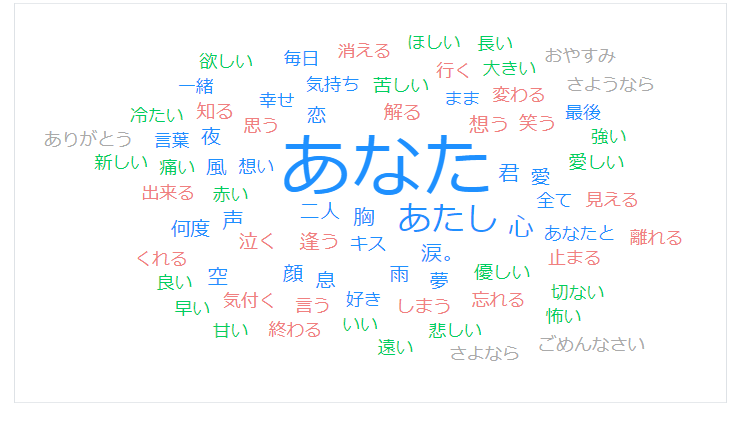 ほしい 長い
消える
毎日 おやすみ
欲しい 行く 大きい
一緒 気持ち 苦しい さようなら
幸せ まま 変わる
冷たい 知る 恋 解る 最後
思う 想う 笑う
ありがとう 言葉 夜 強い
あなた
新しい 痛い 風 想い 君 愛 愛しい
出来る 赤い 全て 見える
何度 声 二人 胸 あたし 心 あなたと
泣く 逢う キス 離れる
くれる 涙。 止まる
良い 空 顔 息 雨 夢 優しい
早い 気付く 言う 好き しまう 忘れる 切ない
甘い 終わる いい 悲しい 怖い
遠い さよなら ごめんなさい